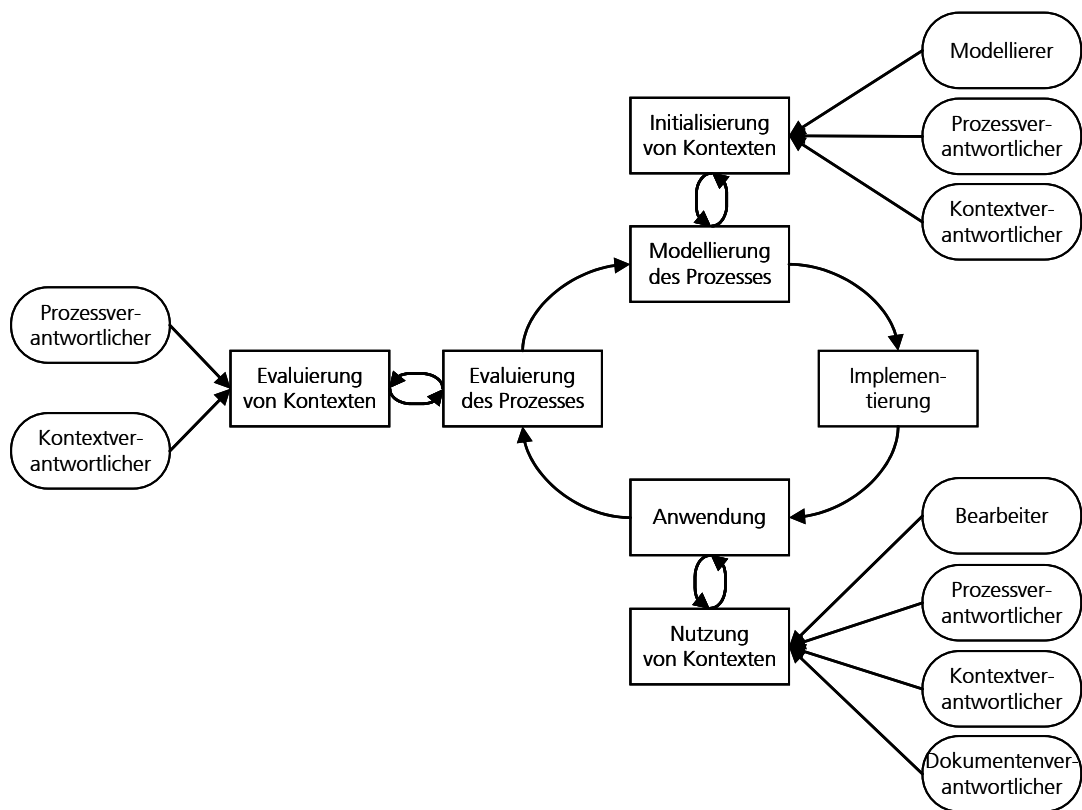 Modellierer
Initialisierung
von Kontexten
Prozessver-
antwortlicher
Kontextver-
antwortlicher
Modellierung
des Prozesses
Prozessver-
antwortlicher
Evaluierung
von Kontexten
Evaluierung
des Prozesses
Implemen-
tierung
Kontextver-
antwortlicher
Anwendung
Bearbeiter
Prozessver-
antwortlicher
Nutzung
von Kontexten
Kontextver-
antwortlicher
Dokumentenver-
antwortlicher